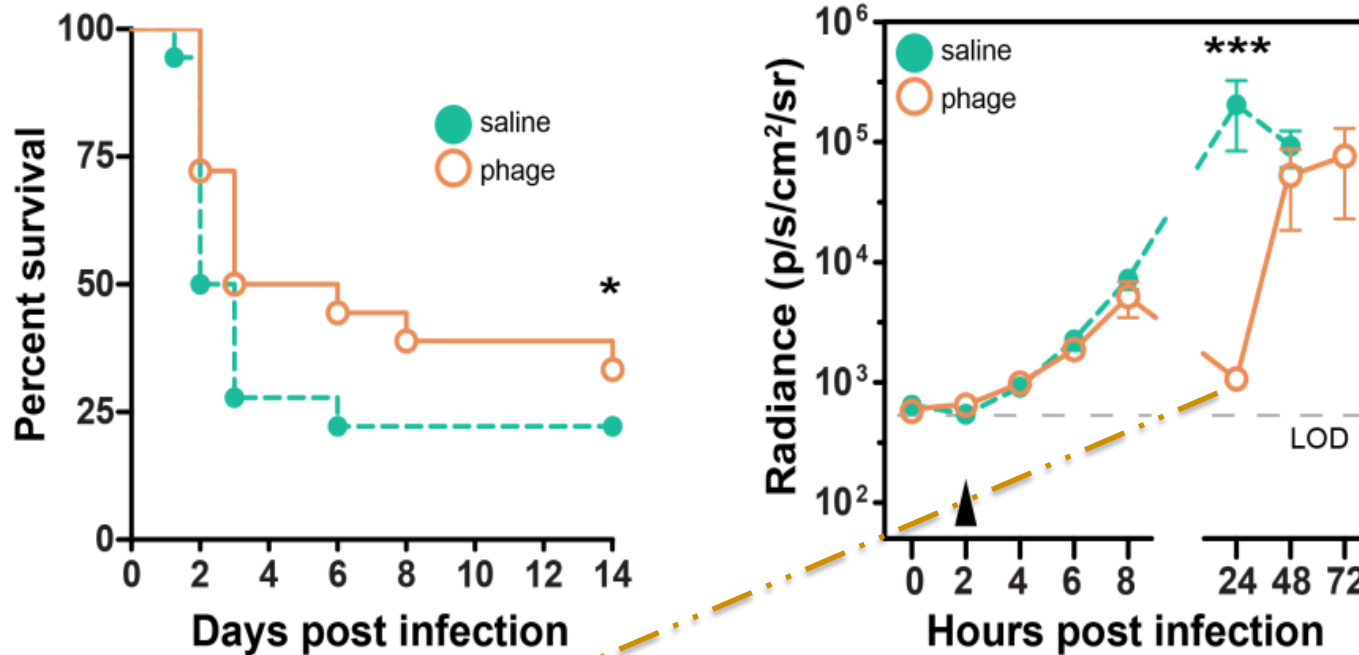 Percent survival
100
75
50
25
0
saline
phage
*
0 2 4 6 8 10 12 14
Days post infection
Radiance (p/s/cm²/sr)
10⁶
10⁵
10⁴
10³
10²
saline
phage
***
LOD
0 2 4 6 8 24 48 72
Hours post infection